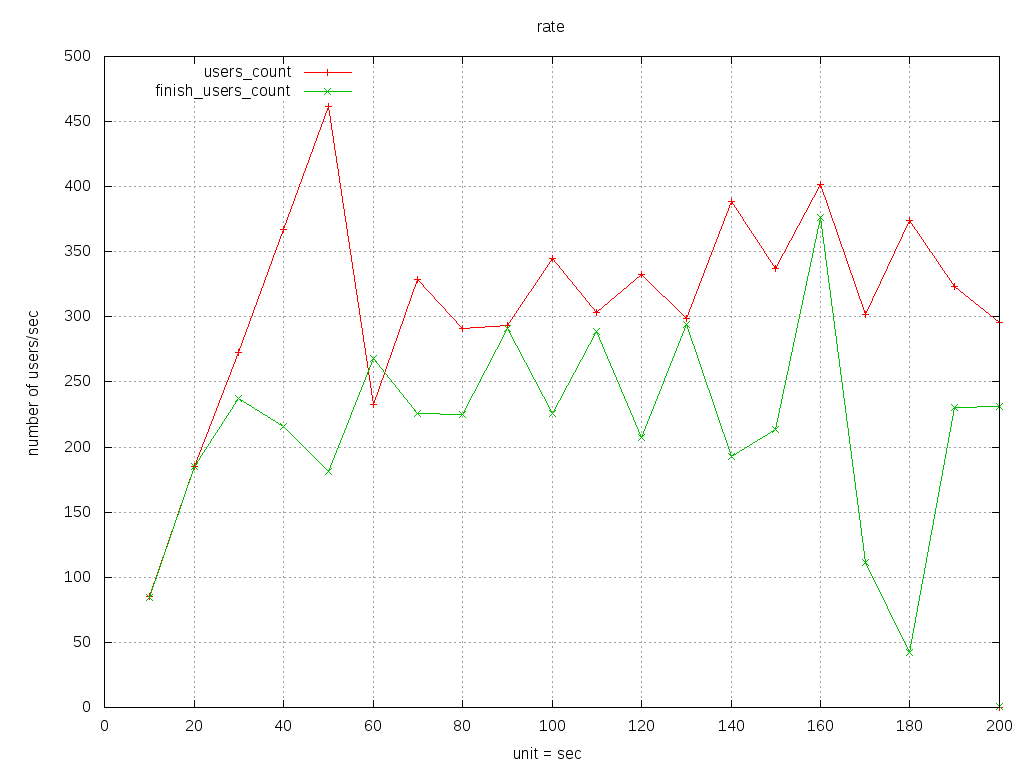 rate
users_count
finish_users_count
500
450
400
350
300
250
200
150
100
50
0
number of users/sec
0 20 40 60 80 100 120 140 160 180 200
unit = sec